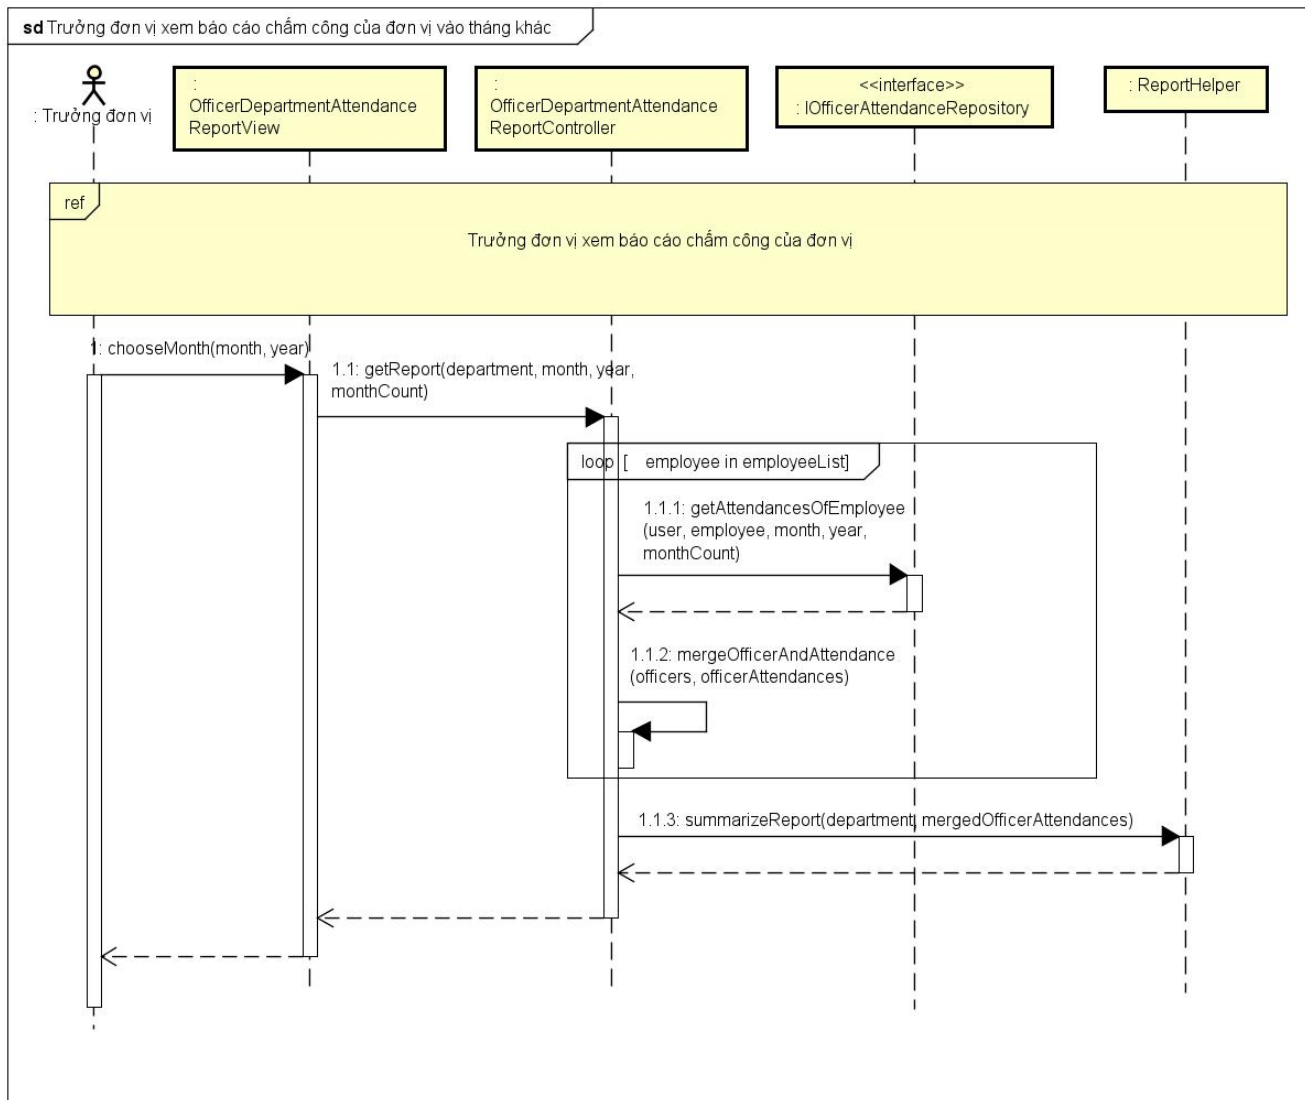 sd Trưởng đơn vị xem báo cáo chấm công của đơn vị vào tháng khác
: Trưởng đơn vị
:
OfficerDepartmentAttendance
ReportView
:
OfficerDepartmentAttendance
ReportController
<<interface>>
: IOfficerAttendanceRepository
: ReportHelper
ref
Trưởng đơn vị xem báo cáo chấm công của đơn vị
1: chooseMonth(month, year)
1.1: getReport(department, month, year,
monthCount)
loop [ employee in employeeList]
1.1.1: getAttendancesOfEmployee
(user, employee, month, year,
monthCount)
1.1.2: mergeOfficerAndAttendance
(officers, officerAttendances)
1.1.3: summarizeReport(department, mergedOfficerAttendances)